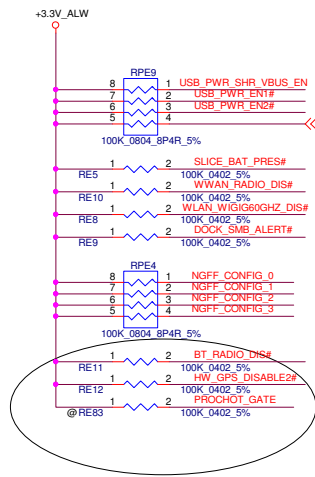 +3.3V_ALW
RPE9
8 1 USB_PWR_SHR_VBUS_EN
7 2 USB_PWR_EN1#
6 3 USB_PWR_EN2#
5 4
100K_0804_8P4R_5%
1 2 SLICE_BAT_PRES#
RE5 100K_0402_5%
1 2 WWAN_RADIO_DIS#
RE10 100K_0402_5%
1 2 WLAN_WIGIG60GHZ_DIS#
RE8 100K_0402_5%
1 2 DOCK_SMB_ALERT#
RE9 100K_0402_5%
RPE4
8 1 NGFF_CONFIG_0
7 2 NGFF_CONFIG_1
6 3 NGFF_CONFIG_2
5 4 NGFF_CONFIG_3
100K_0804_8P4R_5%
1 2 BT_RADIO_DIS#
RE11 100K_0402_5%
1 2 HW_GPS_DISABLE2#
RE12 100K_0402_5%
1 2 PROCHOT_GATE
@RE83 100K_0402_5%